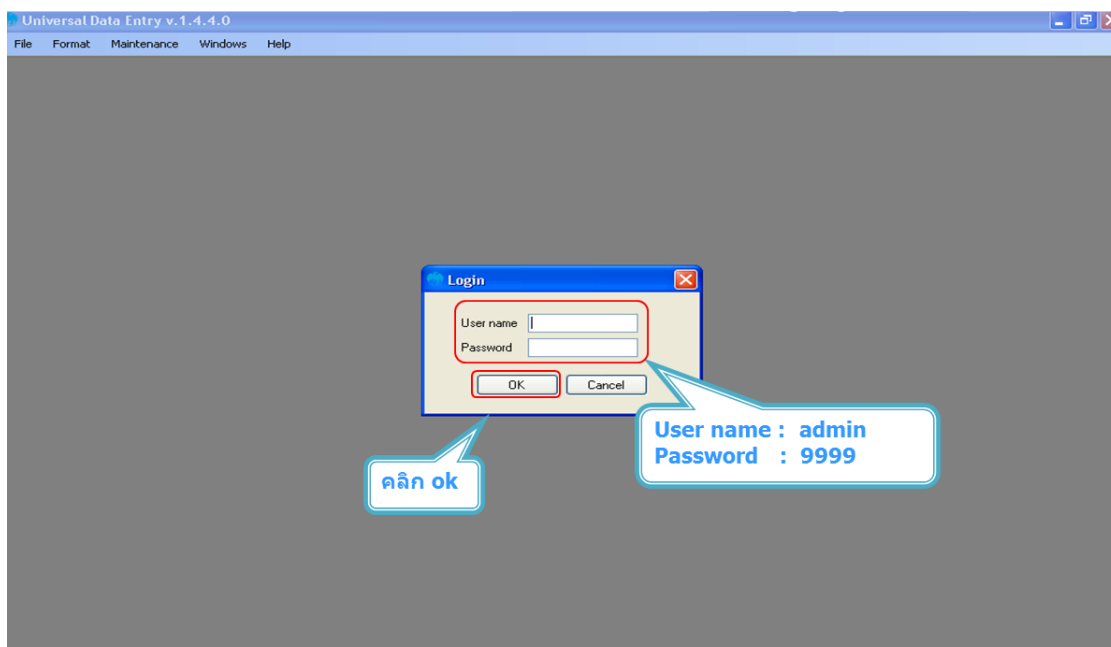 Universal Data Entry v.1.4.4.0
File Format Maintenance Windows Help
Login
User name
Password
OK Cancel
User name : admin
Password : 9999
คลิก ok